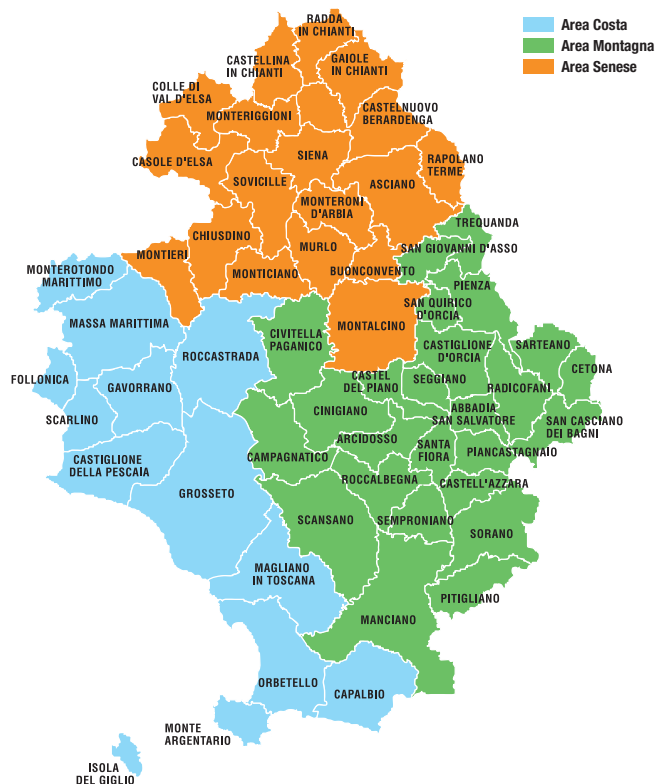 RADDA
IN CHIANTI
Area Costa
Area Montagna
Area Senese
CASTELLINA
IN CHIANTI
GAIOLE
IN CHIANTI
COLLE DI
VAL D'ELSA
MONTERIGGIONI
CASTELNUOVO
BERARDENGA
SIENA
CASOLE D'ELSA
RAPOLANO
TERME
SOVICILLE
ASCIANO
MONTERONI
D'ARBIA
TREQUANDA
CHIUSDINO
MURLO
SAN GIOVANNI D'ASSO
MONTIERI
MONTEROTONDO
MARITTIMO
MONTICIANO
BUONCONVENTO
PIENZA
SAN QUIRICO
D'ORCIA
MASSA MARITTIMA
CIVITELLA
PAGANICO
MONTALCINO
ROCCASTRADA
CASTIGLIONE
D'ORCIA
SARTEANO
CETONA
FOLLONICA
GAVORRANO
CASTEL
DEL PIANO
SEGGIANO
RADICOFANI
SCARLINO
CINIGIANO
ABBADIA
SAN SALVATORE
SAN CASCIANO
DEI BAGNI
ARCIDOSSO
SANTA
FIORA
PIANCASTAGNAIO
CASTIGLIONE
DELLA PESCAIA
CAMPAGNATICO
ROCCALBEGNA
CASTELL'AZZARA
GROSSETO
SCANSANO
SEMPRONIANO
SORANO
MAGLIANO
IN TOSCANA
PITIGLIANO
MANCIANO
ORBETELLO
CAPALBIO
MONTE
ARGENTARIO
ISOLA
DEL GIGLIO